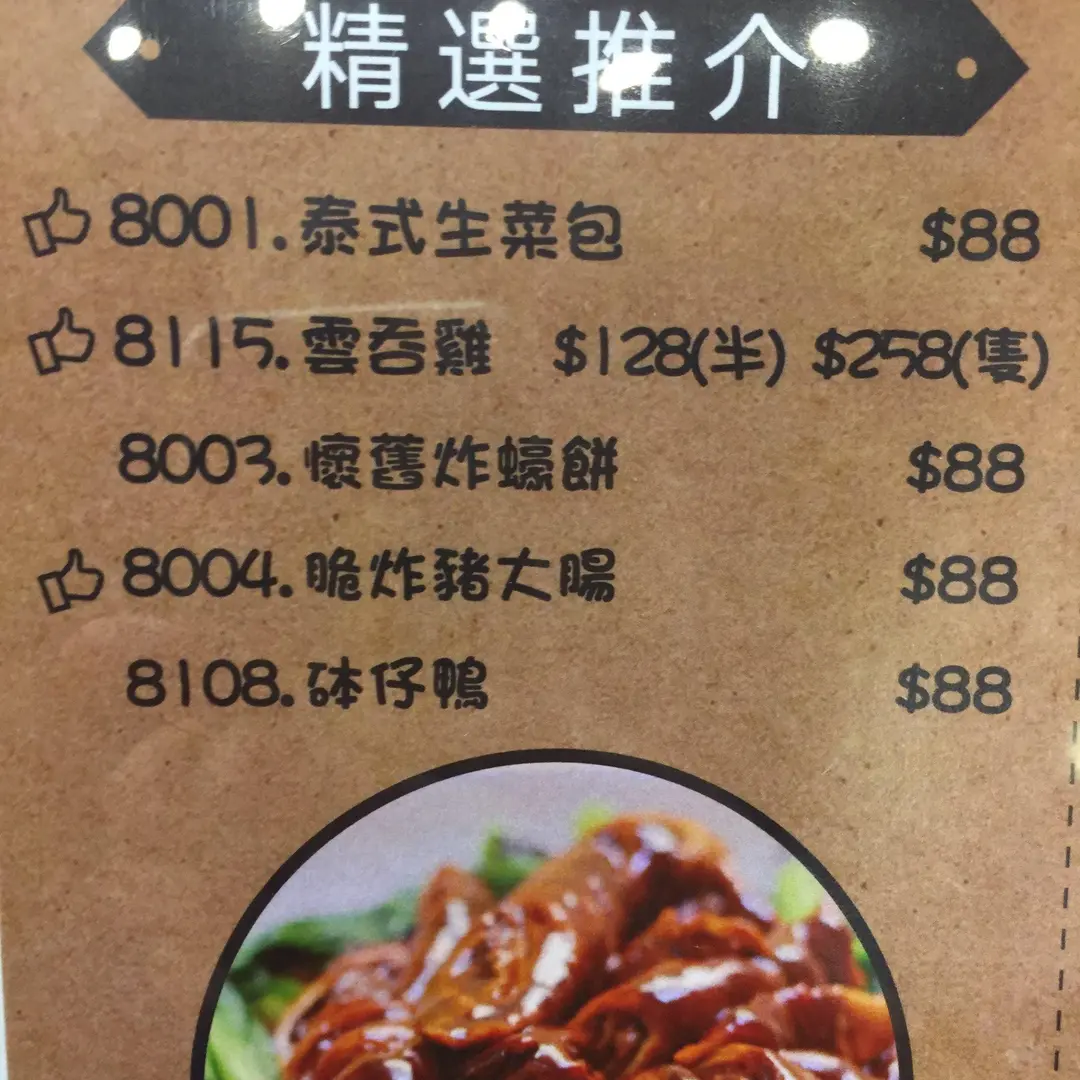 精選推介
8001.泰式生菜包 $88
8115.雲吞雞 $128(半) $258(隻)
8003.懷舊炸蠔餅 $88
8004.脆炸豬大腸 $88
8108.砵仔鴨 $88